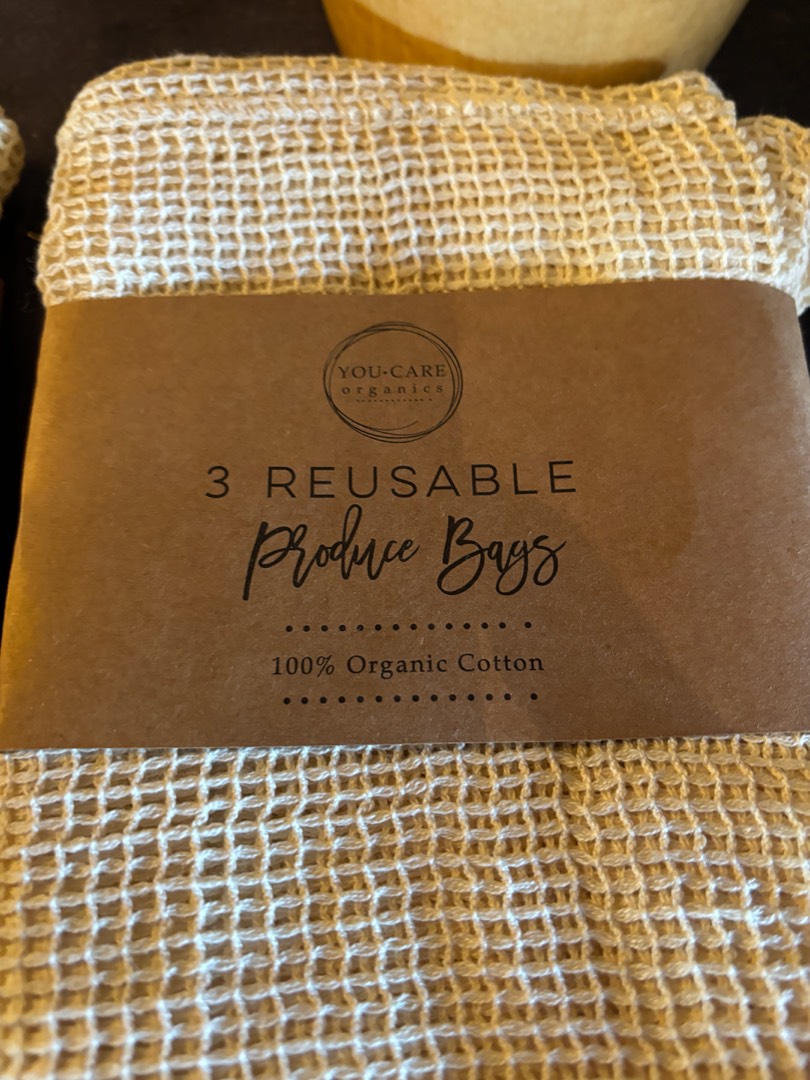 YOU•CARE
organics
3 REUSABLE
Produce Bags
100% Organic Cotton